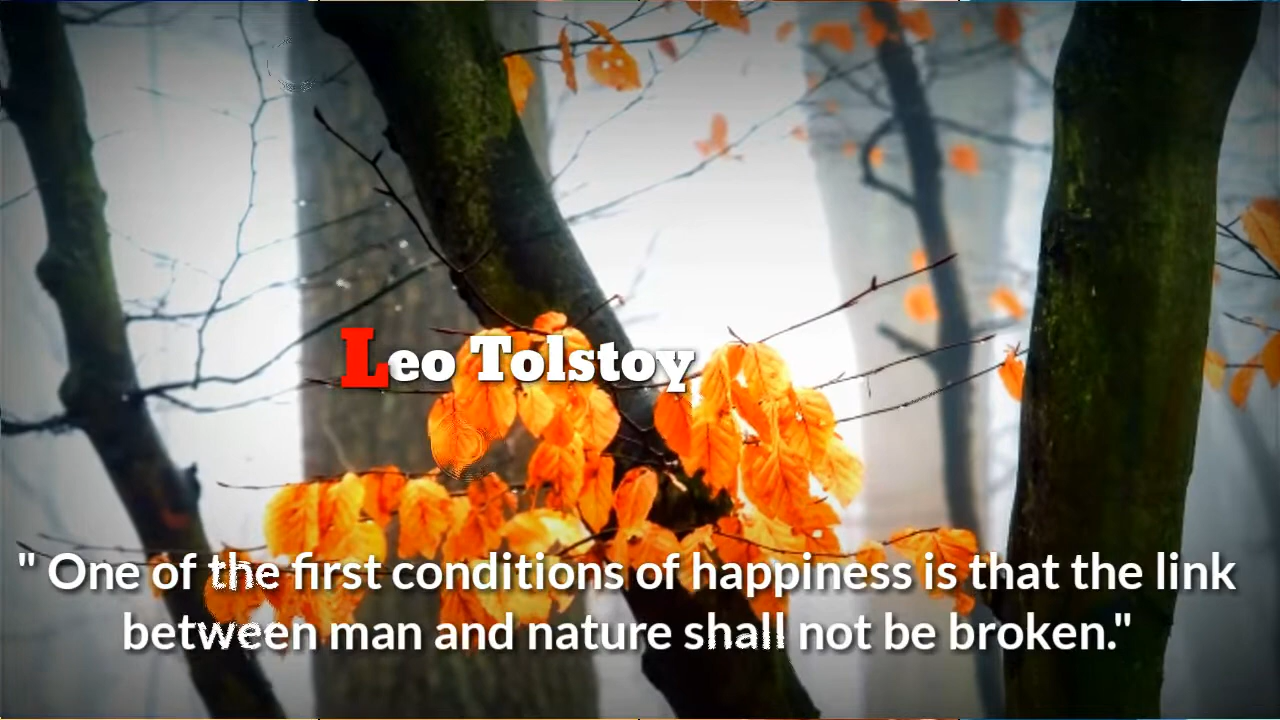 Leo Tolstoy
" One of the first conditions of happiness is that the link
between man and nature shall not be broken."